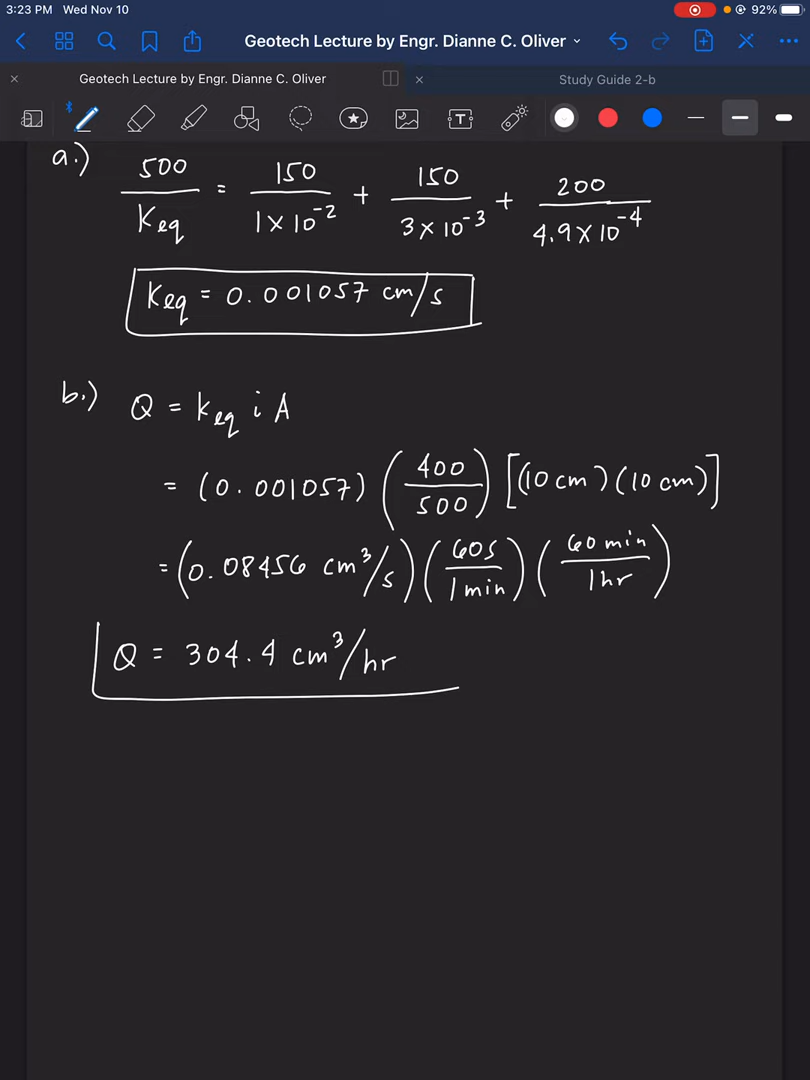 3:23 PM Wed Nov 10 92%
Geotech Lecture by Engr. Dianne C. Oliver
Geotech Lecture by Engr. Dianne C. Oliver Study Guide 2-b
a.) 500/Keq = 150/1×10⁻² + 150/3×10⁻³ + 200/4.9×10⁻⁴
Keq = 0.001057 cm/s
b.) Q = Keq i A
= (0.001057) (400/500) [(10 cm)(10 cm)]
= (0.08456 cm³/s) (60s/1min) (60 min/1hr)
Q = 304.4 cm³/hr